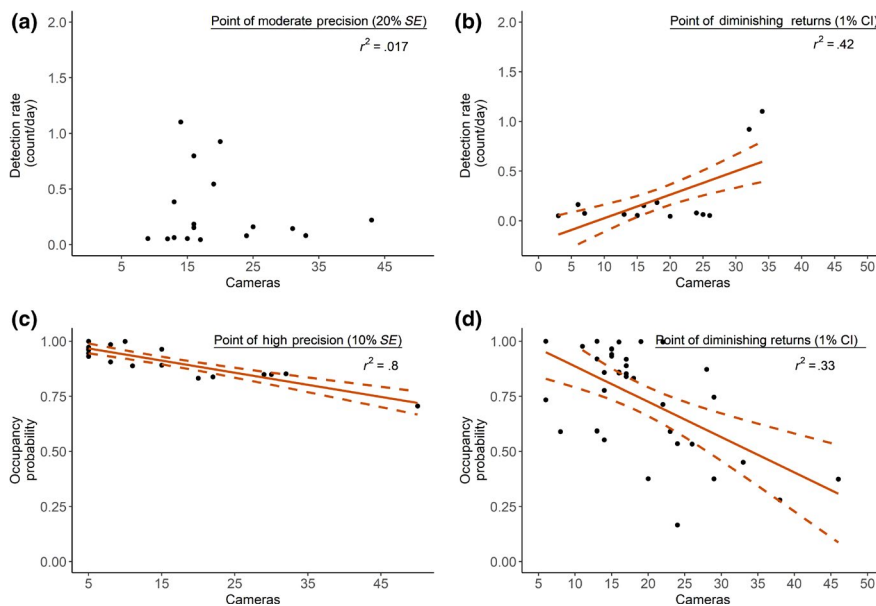 (a)
Point of moderate precision (20% SE)
r² = .017
2.0
1.5
1.0
0.5
0.0
Detection rate
(count/day)
5
15
25
35
45
Cameras
(b)
Point of diminishing returns (1% CI)
r² = .42
2.0
1.5
1.0
0.5
0.0
Detection rate
(count/day)
0
5
10
15
20
25
30
35
40
45
50
Cameras
(c)
Point of high precision (10% SE)
r² = .8
1.00
0.75
0.50
0.25
0.00
Occupancy
probability
5
15
25
35
45
Cameras
(d)
Point of diminishing returns (1% CI)
r² = .33
1.00
0.75
0.50
0.25
0.00
Occupancy
probability
5
10
15
20
25
30
35
40
45
50
Cameras